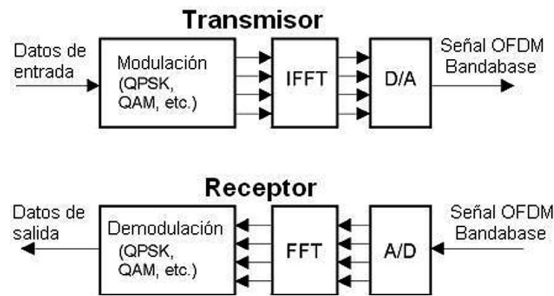 Transmisor
Datos de
entrada
Modulación
(QPSK,
QAM, etc.)
IFFT
D/A
Señal OFDM
Bandabase
Receptor
Datos de
salida
Demodulación
(QPSK,
QAM, etc.)
FFT
A/D
Señal OFDM
Bandabase